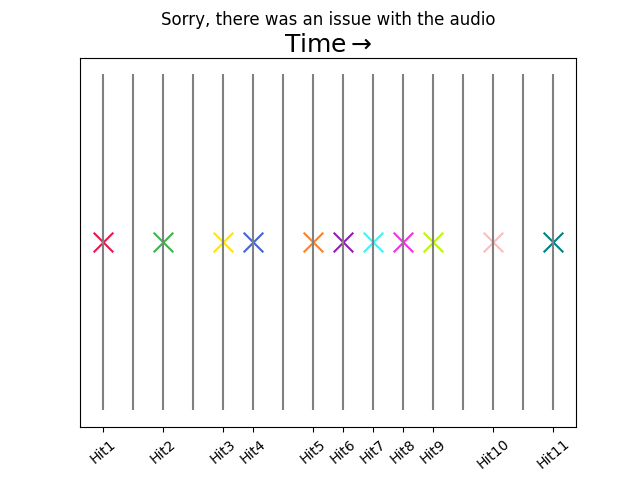 Sorry, there was an issue with the audio
Time→
Hit1 Hit2 Hit3 Hit4 Hit5 Hit6 Hit7 Hit8 Hit9 Hit10 Hit11